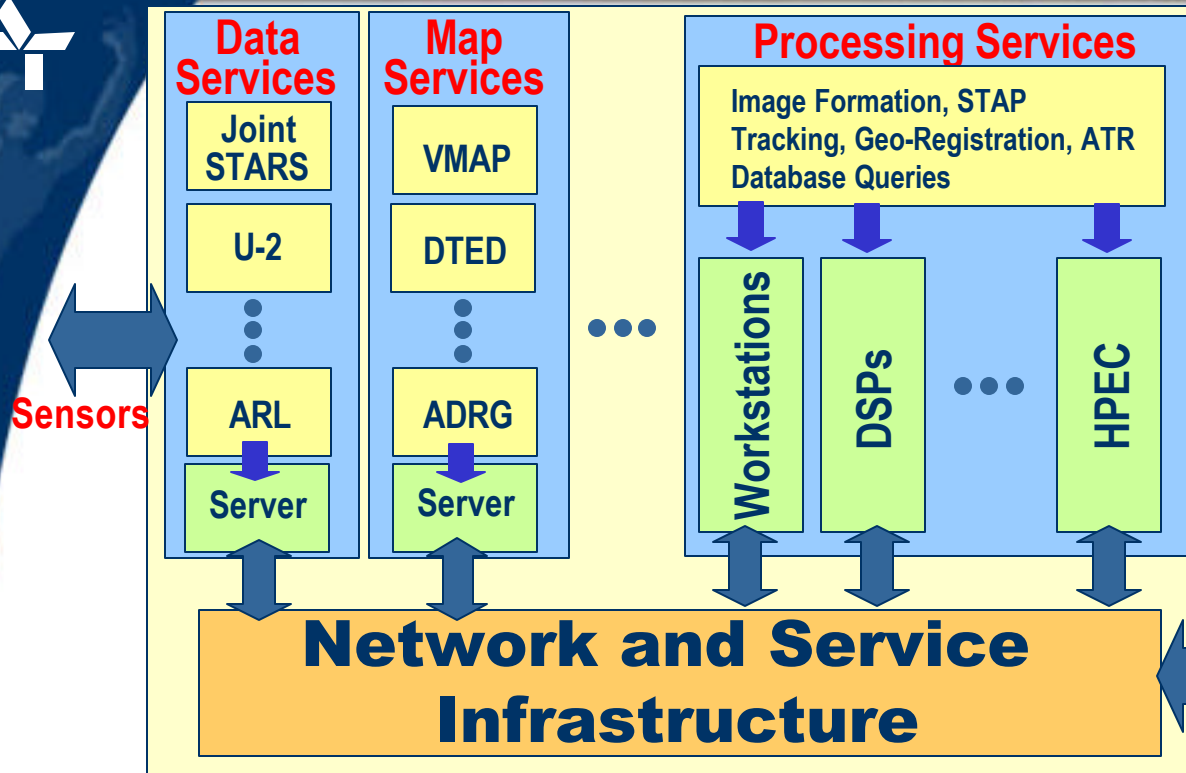 Data
Services
Joint
STARS
U-2
ARL
Server
Sensors
Map
Services
VMAP
DTED
ADRG
Server
Processing Services
Image Formation, STAP
Tracking, Geo-Registration, ATR
Database Queries
Workstations
DSPs
HPEC
Network and Service
Infrastructure